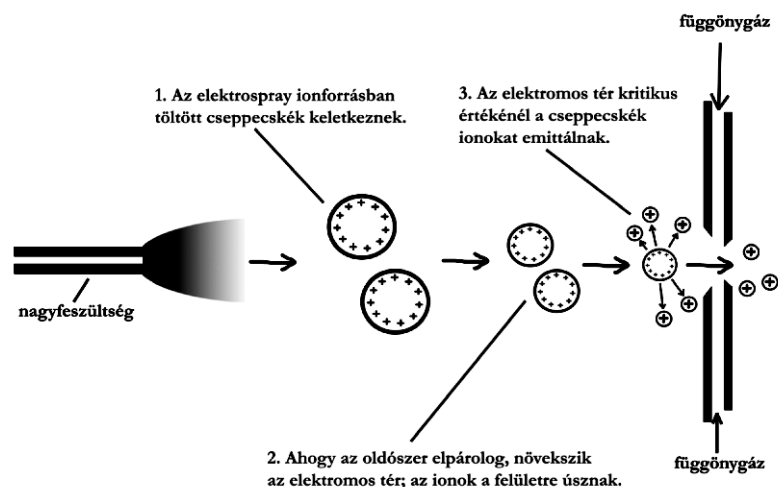 függönygáz
1. Az elektrospray ionforrásban
töltött cseppecskék keletkeznek.
3. Az elektromos tér kritikus
értékénél a cseppecskék
ionokat emittálnak.
nagyfeszültség
2. Ahogy az oldószer elpárolog, növekszik
az elektromos tér; az ionok a felületre úsznak.
függönygáz